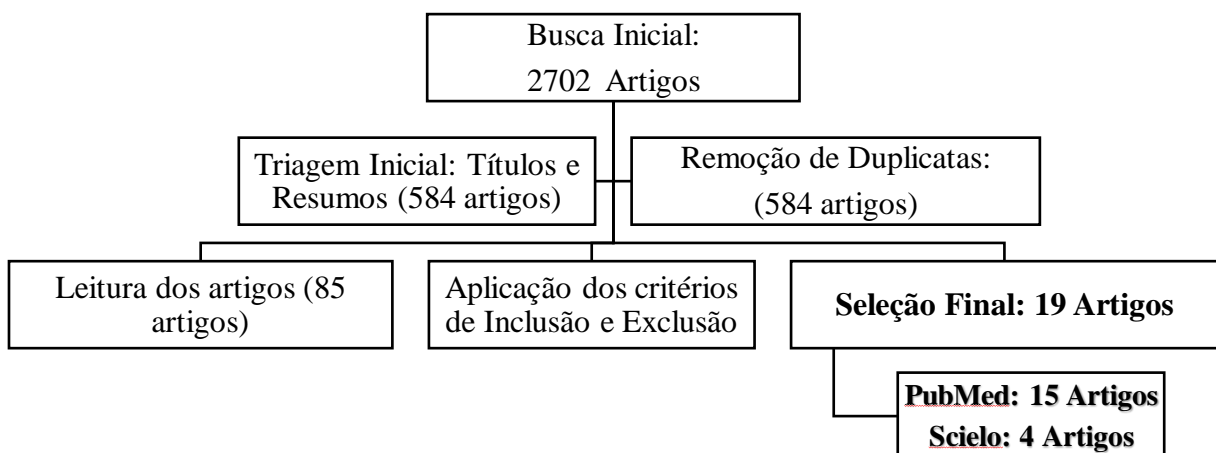 Busca Inicial:
2702 Artigos
Triagem Inicial: Títulos e
Resumos (584 artigos)
Remoção de Duplicatas:
(584 artigos)
Leitura dos artigos (85
artigos)
Aplicação dos critérios
de Inclusão e Exclusão
Seleção Final: 19 Artigos
PubMed: 15 Artigos
Scielo: 4 Artigos